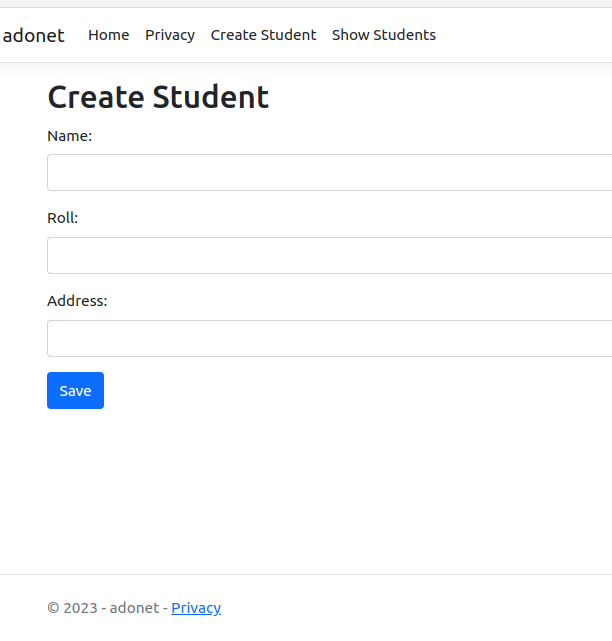 adonet Home Privacy Create Student Show Students
Create Student
Name:
Roll:
Address:
Save
© 2023 - adonet - Privacy